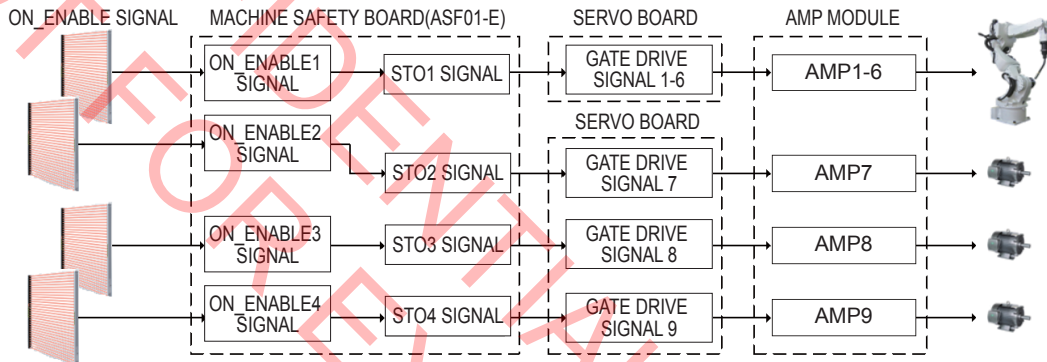 ON_ENABLE SIGNAL
MACHINE SAFETY BOARD(ASF01-E)
SERVO BOARD
AMP MODULE
ON_ENABLE1
SIGNAL
STO1 SIGNAL
GATE DRIVE
SIGNAL 1-6
AMP1-6
SERVO BOARD
ON_ENABLE2
SIGNAL
STO2 SIGNAL
GATE DRIVE
SIGNAL 7
AMP7
ON_ENABLE3
SIGNAL
STO3 SIGNAL
GATE DRIVE
SIGNAL 8
AMP8
ON_ENABLE4
SIGNAL
STO4 SIGNAL
GATE DRIVE
SIGNAL 9
AMP9
IDENTIAL
T FOR